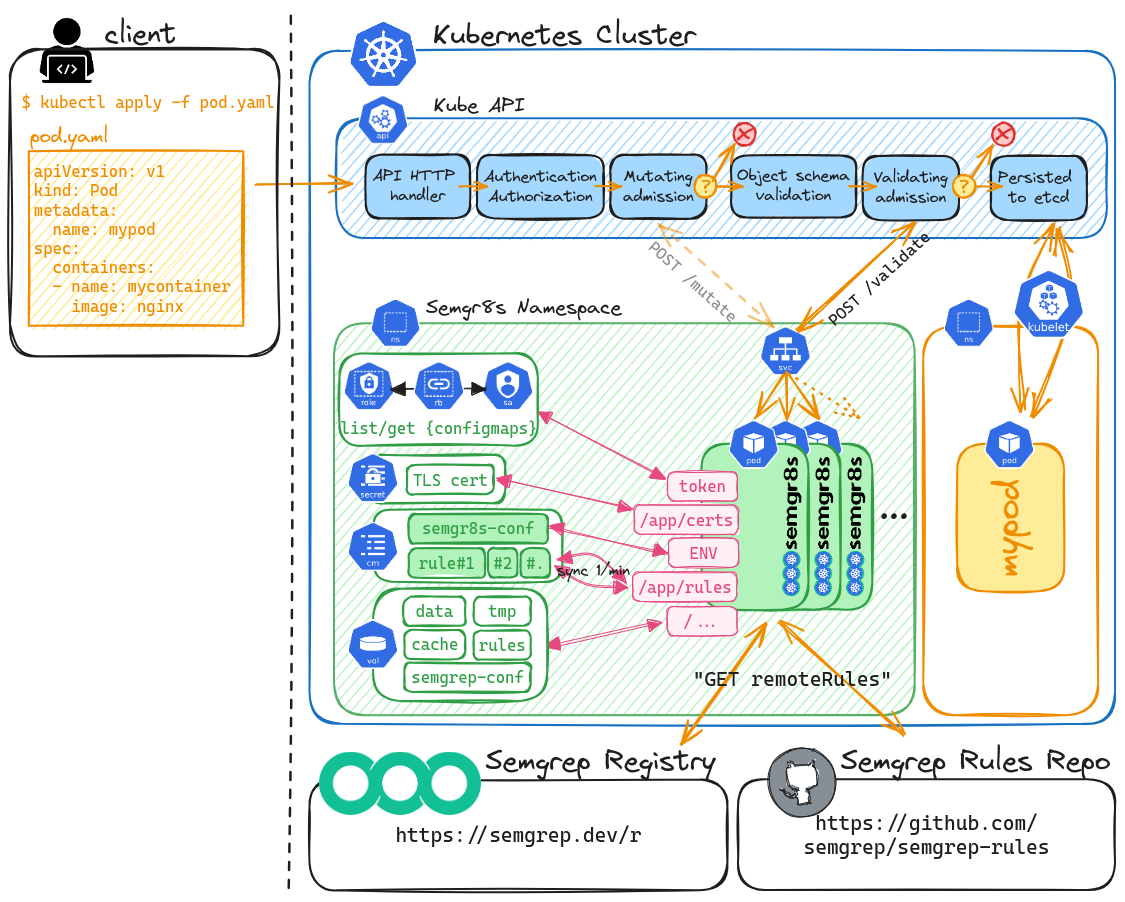 client
$ kubectl apply -f pod.yaml
pod.yaml
apiVersion: v1
kind: Pod
metadata:
  name: mypod
spec:
  containers:
  - name: mycontainer
    image: nginx
Kubernetes Cluster
Kube API
api
API HTTP
handler
Authentication
Authorization
Mutating
admission
?
Object schema
validation
Validating
admission
?
Persisted
to etcd
POST /mutate
POST /validate
Semgr8s Namespace
ns
svc
ns
kubelet
role
rb
sa
list/get {configmaps}
secret
TLS cert
cm
semgr8s-conf
rule#1
#2
#.
sync 1/min
vol
data
tmp
cache
rules
semgrep-conf
token
/app/certs
ENV
/app/rules
/...
pod
semgr8s
semgr8s
semgr8s
...
pod
mypod
"GET remoteRules"
Semgrep Registry
https://semgrep.dev/r
Semgrep Rules Repo
https://github.com/
semgrep/semgrep-rules